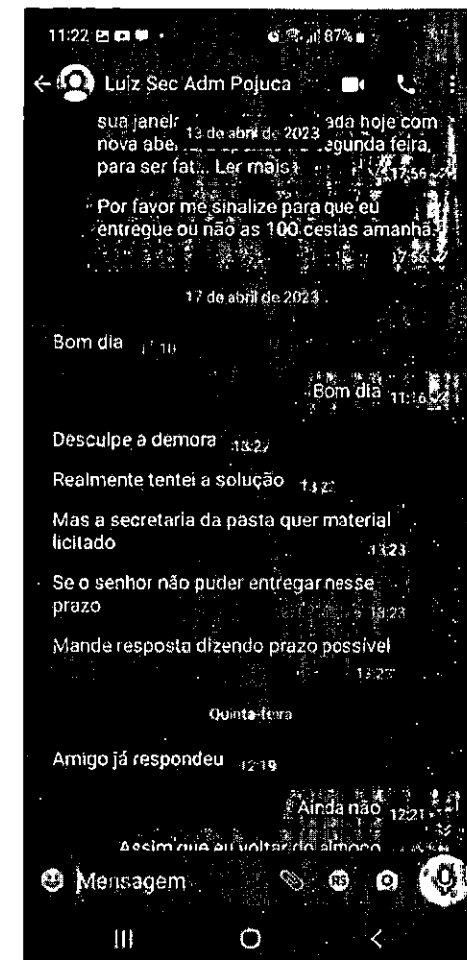 11:22
87%
Luiz Sec Adm Pojuca
sua janel
13 de abr de 2023
ada hoje com
nova abe
egunda feira,
para ser fat... Ler mais
17:56
Por favor me sinalize para que eu
entregue ou não as 100 cestas amanhã.
17:56
17 de abril de 2023
Bom dia
Bom dia 11:16
Desculpe a demora 13:22
Realmente tentei a solução
Mas a secretaria da pasta quer material
licitado
13:23
Se o senhor não puder entregar nesse
prazo
13:23
Mande resposta dizendo prazo possível
Quinta-feira
Amigo já respondeu 12:19
Ainda não 12:21
Assim que eu voltar do almoço
Mensagem
R$